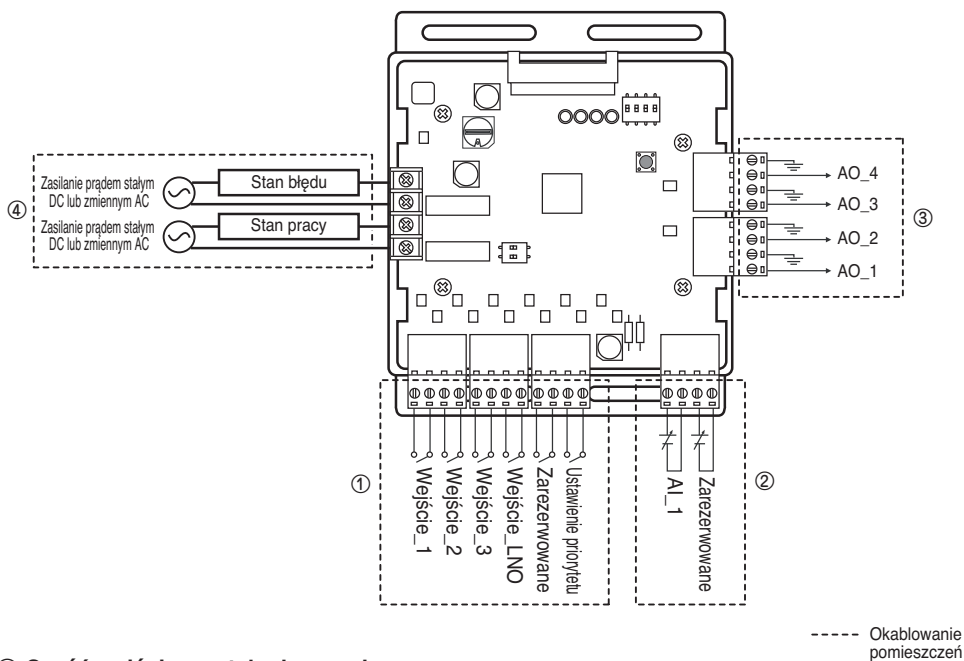 Zasilanie prądem stałym
DC lub zmiennym AC
Stan błędu
Zasilanie prądem stałym
DC lub zmiennym AC
Stan pracy
④
AO_4
AO_3
AO_2
AO_1
③
①
Wejście_1
Wejście_2
Wejście_3
Wejście_LNO
Zarezerwowane
Ustawienie priorytetu
AI_1
Zarezerwowane
②
Okablowanie
pomieszczeń